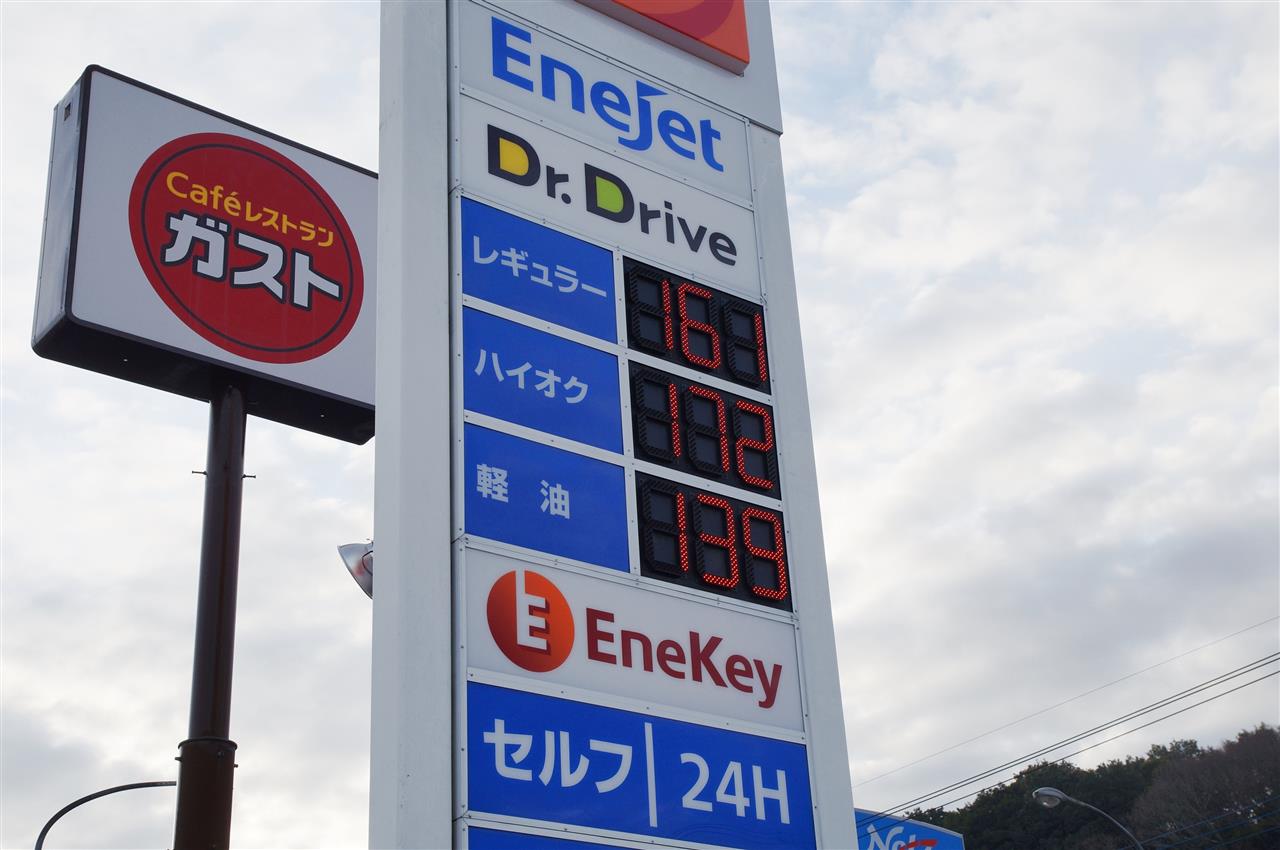 Caféレストラン
ガスト
EneJet
Dr.Drive
レギュラー 161
ハイオク 172
軽油 139
E EneKey
セルフ 24H